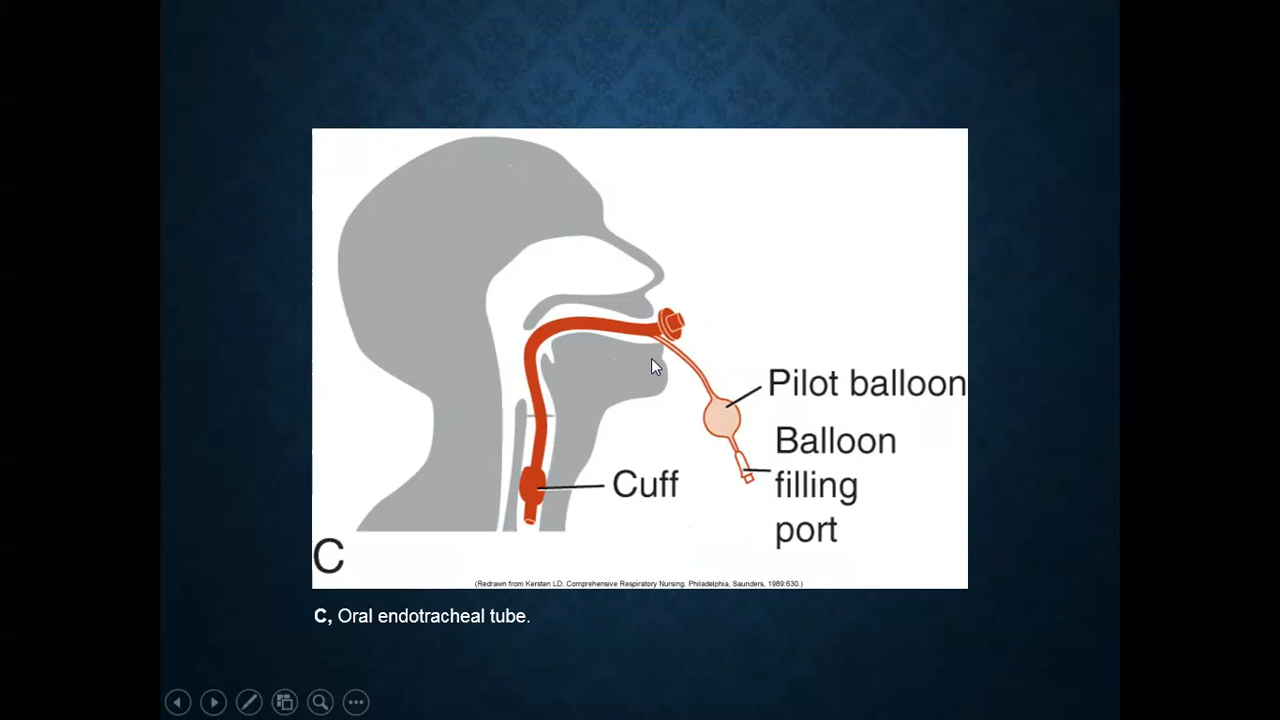 Pilot balloon
Balloon
filling
port
Cuff
C
(Redrawn from Kersten LD. Comprehensive Respiratory Nursing. Philadelphia, Saunders, 1989:630.)
C, Oral endotracheal tube.